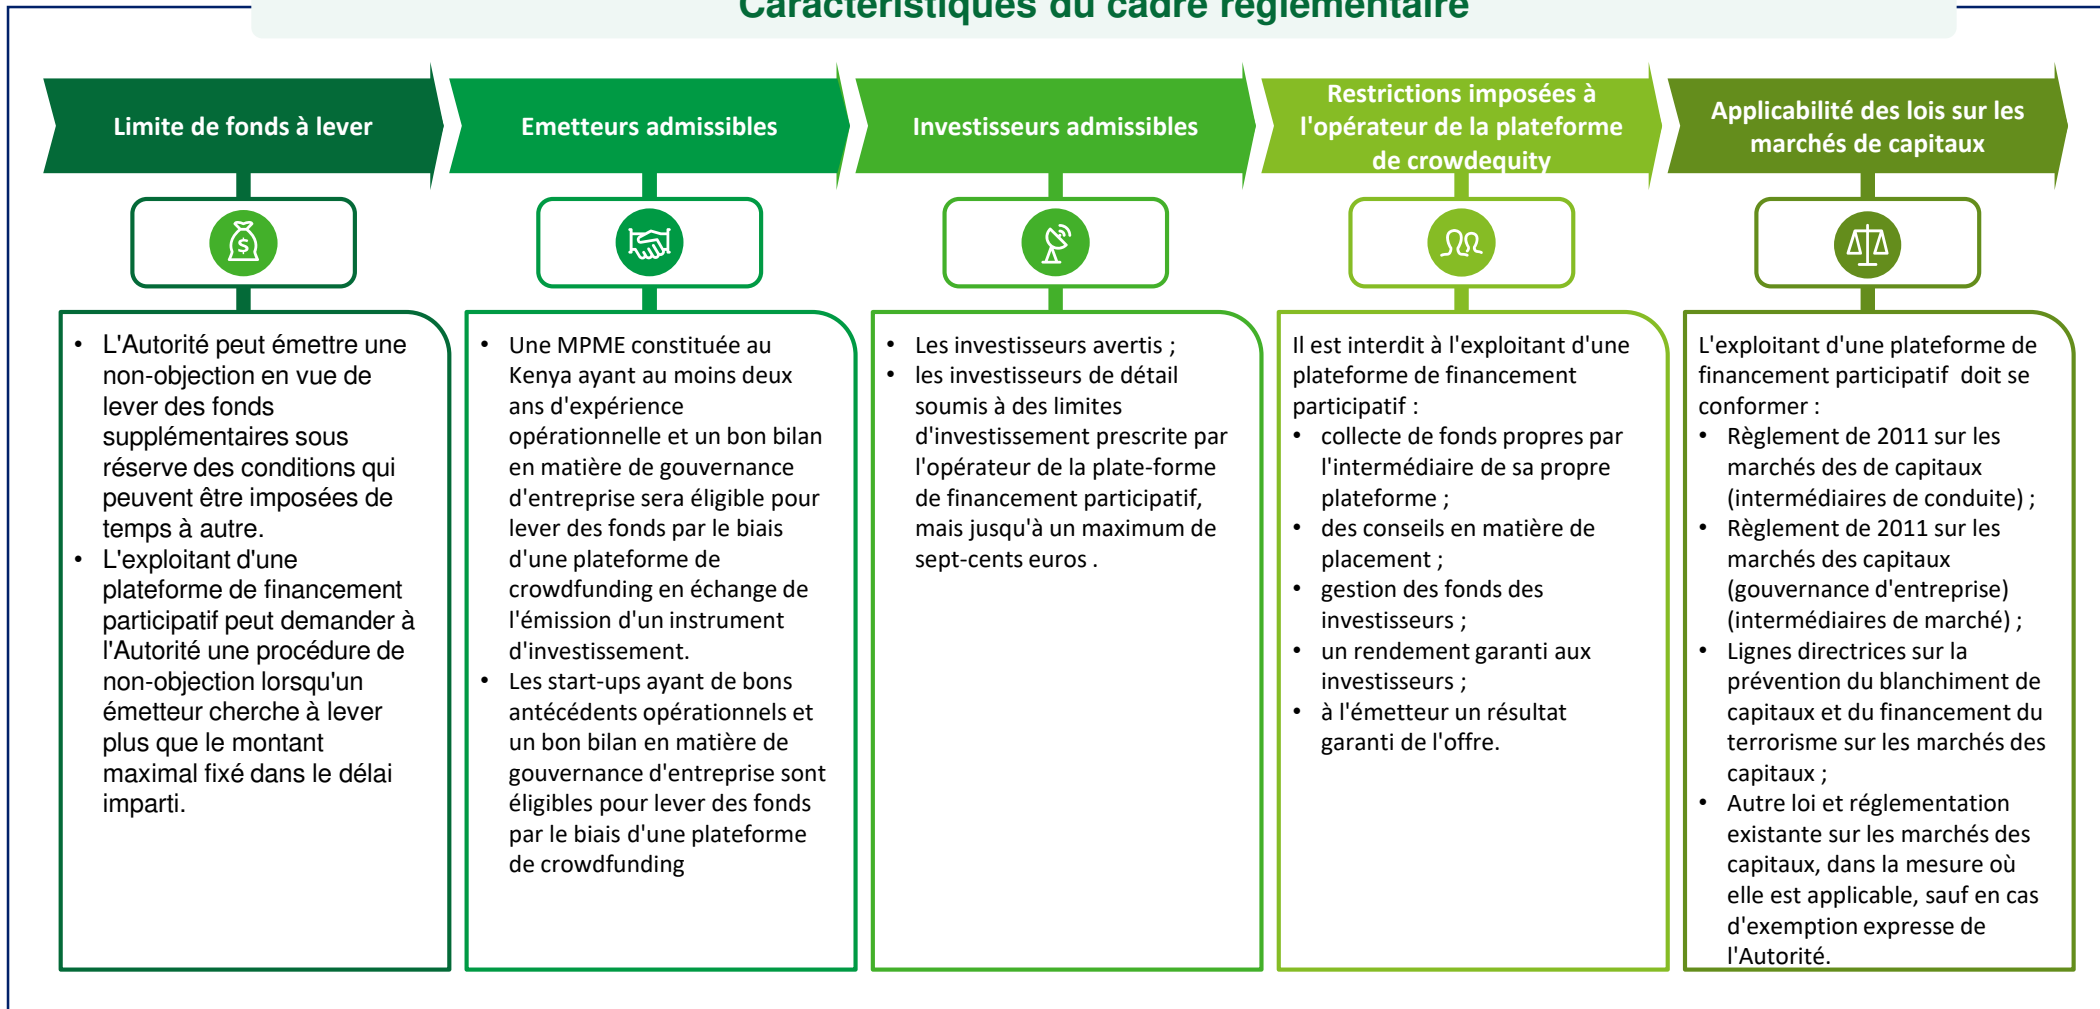 Caractéristiques du cadre réglementaire
Limite de fonds à lever
Emetteurs admissibles
Investisseurs admissibles
Restrictions imposées à
l'opérateur de la plateforme
de crowdequity
Applicabilité des lois sur les
marchés de capitaux
$
• L'Autorité peut émettre une
non-objection en vue de
lever des fonds
supplémentaires sous
réserve des conditions qui
peuvent être imposées de
temps à autre.
• L'exploitant d'une
plateforme de financement
participatif peut demander à
l'Autorité une procédure de
non-objection lorsqu'un
émetteur cherche à lever
plus que le montant
maximal fixé dans le délai
imparti.
• Une MPME constituée au
Kenya ayant au moins deux
ans d'expérience
opérationnelle et un bon bilan
en matière de gouvernance
d'entreprise sera éligible pour
lever des fonds par le biais
d'une plateforme de
crowdfunding en échange de
l'émission d'un instrument
d'investissement.
• Les start-ups ayant de bons
antécédents opérationnels et
un bon bilan en matière de
gouvernance d'entreprise sont
éligibles pour lever des fonds
par le biais d'une plateforme
de crowdfunding
• Les investisseurs avertis ;
• les investisseurs de détail
soumis à des limites
d'investissement prescrite par
l'opérateur de la plate-forme
de financement participatif,
mais jusqu'à un maximum de
sept-cents euros .
Il est interdit à l'exploitant d'une
plateforme de financement
participatif :
• collecte de fonds propres par
l'intermédiaire de sa propre
plateforme ;
• des conseils en matière de
placement ;
• gestion des fonds des
investisseurs ;
• un rendement garanti aux
investisseurs ;
• à l'émetteur un résultat
garanti de l'offre.
L'exploitant d'une plateforme de
financement participatif doit se
conformer :
• Règlement de 2011 sur les
marchés des de capitaux
(intermédiaires de conduite) ;
• Règlement de 2011 sur les
marchés des capitaux
(gouvernance d'entreprise)
(intermédiaires de marché) ;
• Lignes directrices sur la
prévention du blanchiment de
capitaux et du financement du
terrorisme sur les marchés des
capitaux ;
• Autre loi et réglementation
existante sur les marchés des
capitaux, dans la mesure où
elle est applicable, sauf en cas
d'exemption expresse de
l'Autorité.